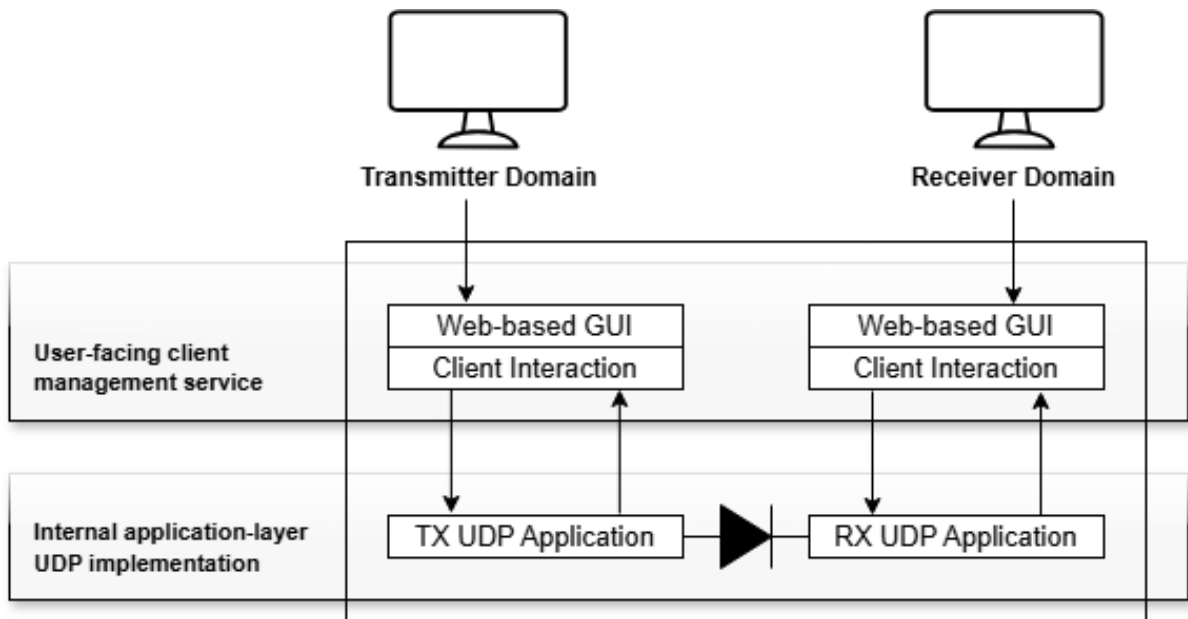 Transmitter Domain
Receiver Domain
User-facing client
management service
Web-based GUI
Client Interaction
Web-based GUI
Client Interaction
Internal application-layer
UDP implementation
TX UDP Application
RX UDP Application